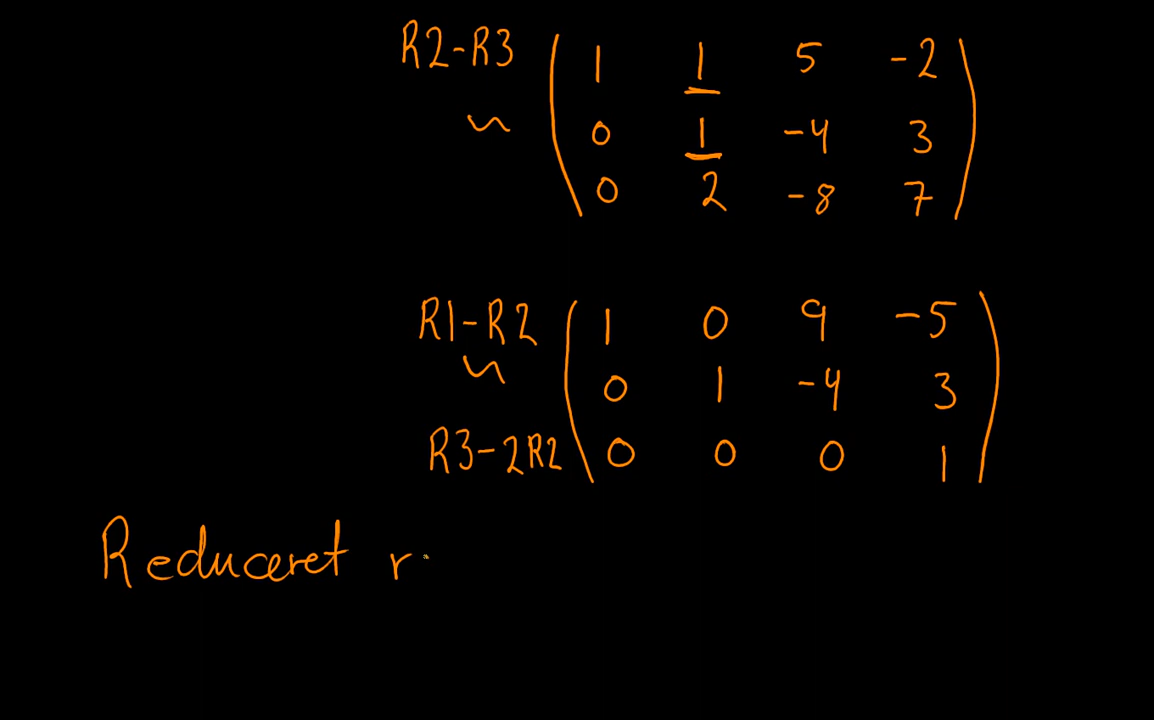 R2-R3 ( 1 1 5 -2 )
~ ( 0 1 -4 3 )
( 0 2 -8 7 )
R1-R2 ( 1 0 9 -5 )
~ ( 0 1 -4 3 )
R3-2R2 ( 0 0 0 1 )
Reduceret r